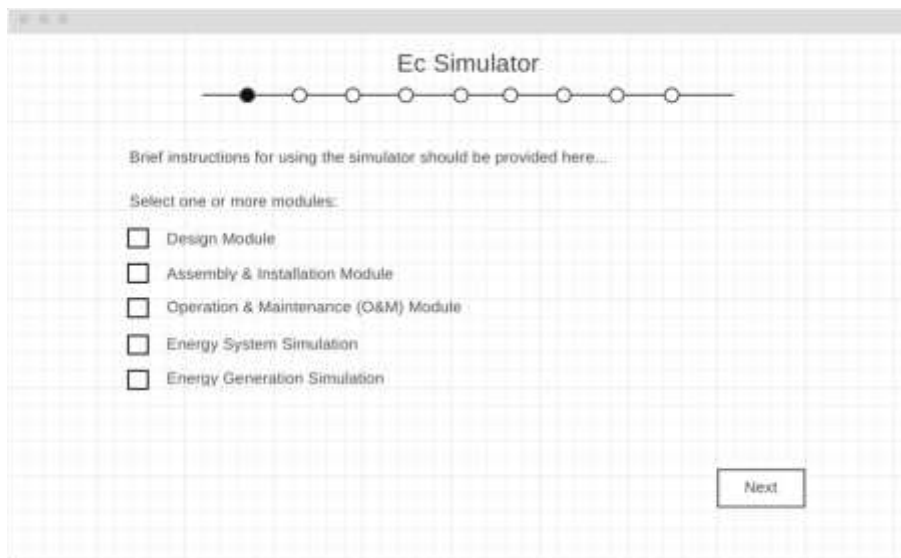 Ec Simulator
Brief instructions for using the simulator should be provided here...
Select one or more modules:
Design Module
Assembly & Installation Module
Operation & Maintenance (O&M) Module
Energy System Simulation
Energy Generation Simulation
Next